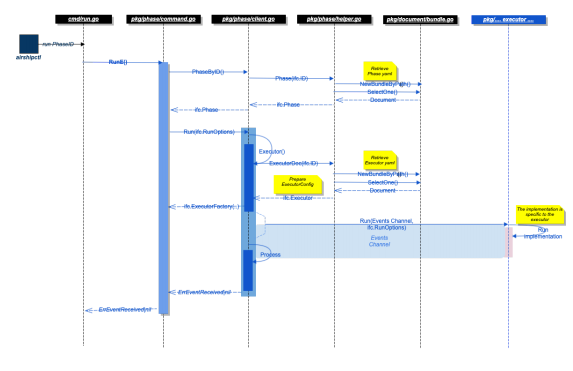 cmd/run.go
pkg/phase/command.go
pkg/phase/client.go
pkg/phase/helper.go
pkg/document/bundle.go
pkg/.... executor ....
run PhaseID
airshipctl
RunE()
PhaseByID()
Phase(ifc.ID)
Retrieve
Phase yaml
NewBundleByPath()
SelectOne()
Document
ifc.Phase
ifc.Phase
Run(ifc.RunOptions)
Executor()
ExecutorDoc(ifc.ID)
Retrieve
Executor yaml
NewBundleByPath()
SelectOne()
Document
Prepare
ExecutorConfig
ifc.Executor
ifc.ExecutorFactory(..)
The implementation is
specific to the
executor
Run(Events Channel,
ifc.RunOptions)
Run
Implementation
Events
Channel
Process
ErrEventReceived|nil
ErrEventReceived|nil